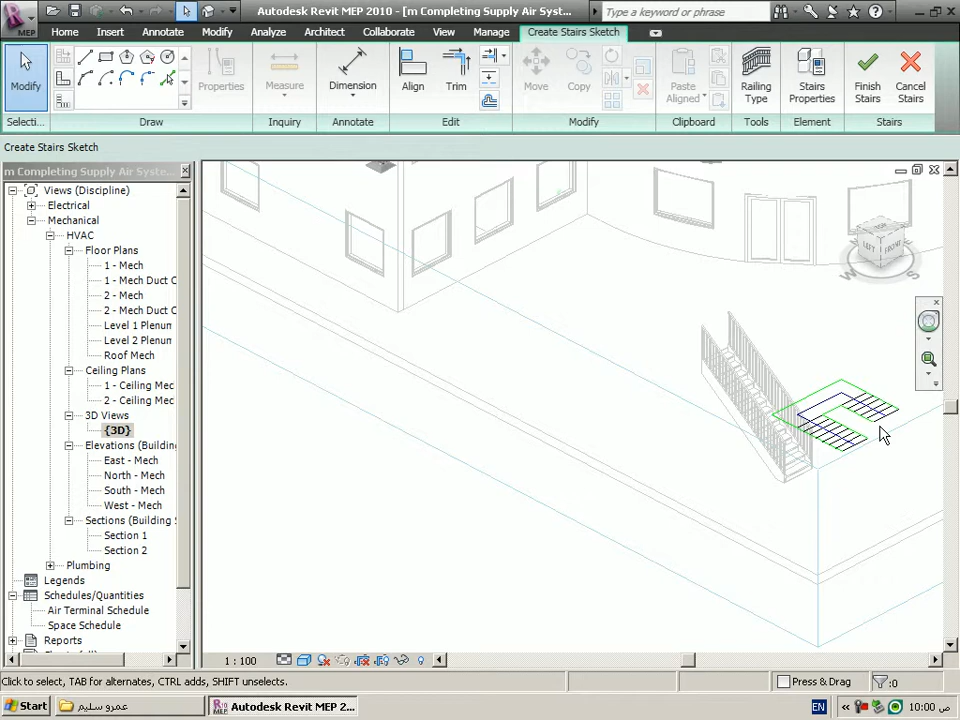 Autodesk Revit MEP 2010 - [m Completing Supply Air Syste...
Type a keyword or phrase
MEP
Home Insert Annotate Modify Analyze Architect Collaborate View Manage Create Stairs Sketch
Modify Properties Measure Dimension Align Trim Move Copy Paste Aligned Railing Type Stairs Properties Finish Stairs Cancel Stairs
Selecti... Draw Inquiry Annotate Edit Modify Clipboard Tools Element Stairs
Create Stairs Sketch
m Completing Supply Air Syste...
Views (Discipline)
Electrical
Mechanical
HVAC
Floor Plans
1 - Mech
1 - Mech Duct C
2 - Mech
2 - Mech Duct C
Level 1 Plenum
Level 2 Plenum
Roof Mech
Ceiling Plans
1 - Ceiling Mec
2 - Ceiling Mec
3D Views
{3D}
Elevations (Building
East - Mech
North - Mech
South - Mech
West - Mech
Sections (Building S
Section 1
Section 2
Plumbing
Legends
Schedules/Quantities
Air Terminal Schedule
Space Schedule
Reports
LEFT FRONT
W S
1 : 100
Click to select, TAB for alternates, CTRL adds, SHIFT unselects.
Press & Drag :0
Start عمرو سليم Revit MEP 2... EN 10:00 ص